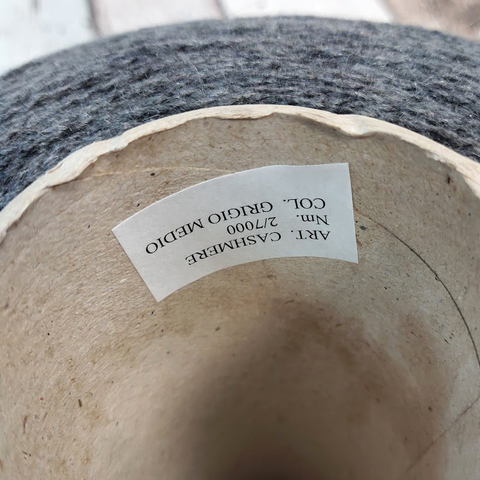 ART. CASHMERE
Nm. 2/7000
COL. GRIGIO MEDIO